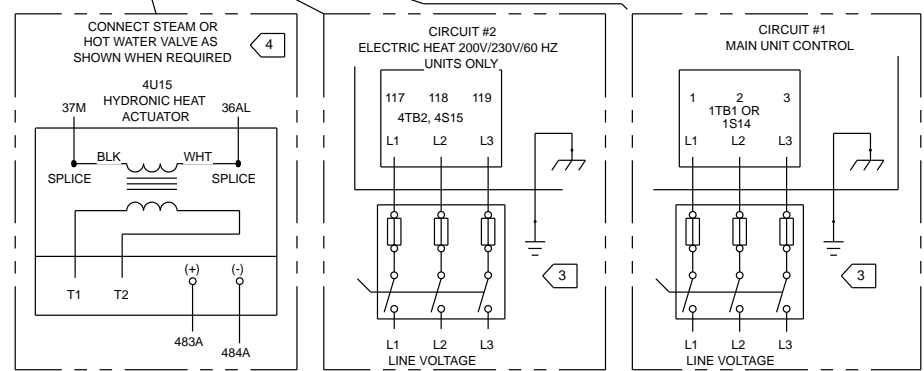 CONNECT STEAM OR
HOT WATER VALVE AS
SHOWN WHEN REQUIRED
4
4U15
HYDRONIC HEAT
ACTUATOR
37M
36AL
BLK
WHT
SPLICE
SPLICE
T1
T2
(+)
(-)
483A
484A
CIRCUIT #2
ELECTRIC HEAT 200V/230V/60 HZ
UNITS ONLY
117 118 119
4TB2, 4S15
L1 L2 L3
3
L1 L2 L3
LINE VOLTAGE
CIRCUIT #1
MAIN UNIT CONTROL
1 2 3
1TB1 OR
1S14
L1 L2 L3
3
L1 L2 L3
LINE VOLTAGE